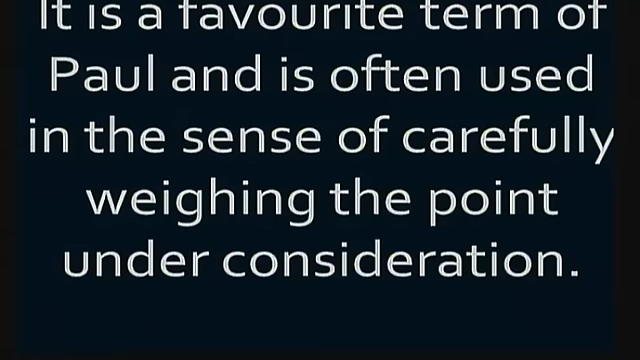 It is a favourite term of
Paul and is often used
in the sense of carefully
weighing the point
under consideration.